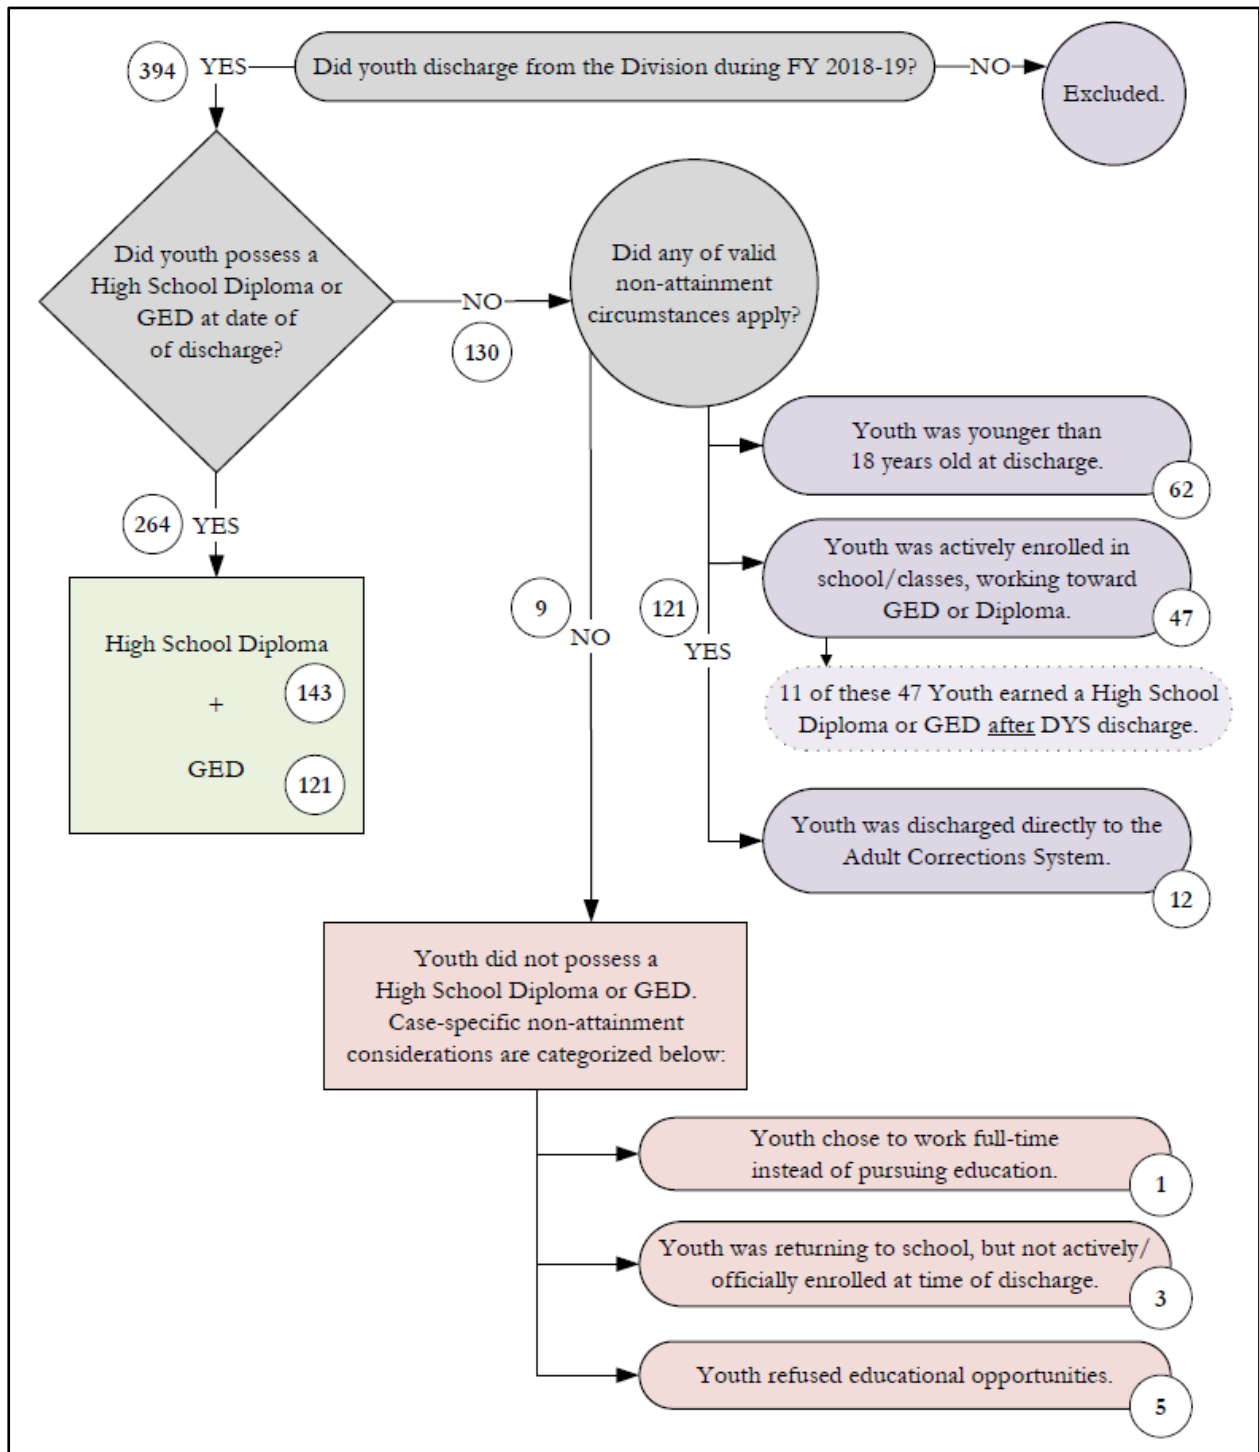 394
YES
Did youth discharge from the Division during FY 2018-19?
NO
Excluded.
Did youth possess a
High School Diploma or
GED at date of
of discharge?
NO
130
Did any of valid
non-attainment
circumstances apply?
264
YES
High School Diploma
143
+
GED
121
9
NO
121
YES
Youth was younger than
18 years old at discharge.
62
Youth was actively enrolled in
school/classes, working toward
GED or Diploma.
47
11 of these 47 Youth earned a High School
Diploma or GED after DYS discharge.
Youth was discharged directly to the
Adult Corrections System.
12
Youth did not possess a
High School Diploma or GED.
Case-specific non-attainment
considerations are categorized below:
Youth chose to work full-time
instead of pursuing education.
1
Youth was returning to school, but not actively/
officially enrolled at time of discharge.
3
Youth refused educational opportunities.
5